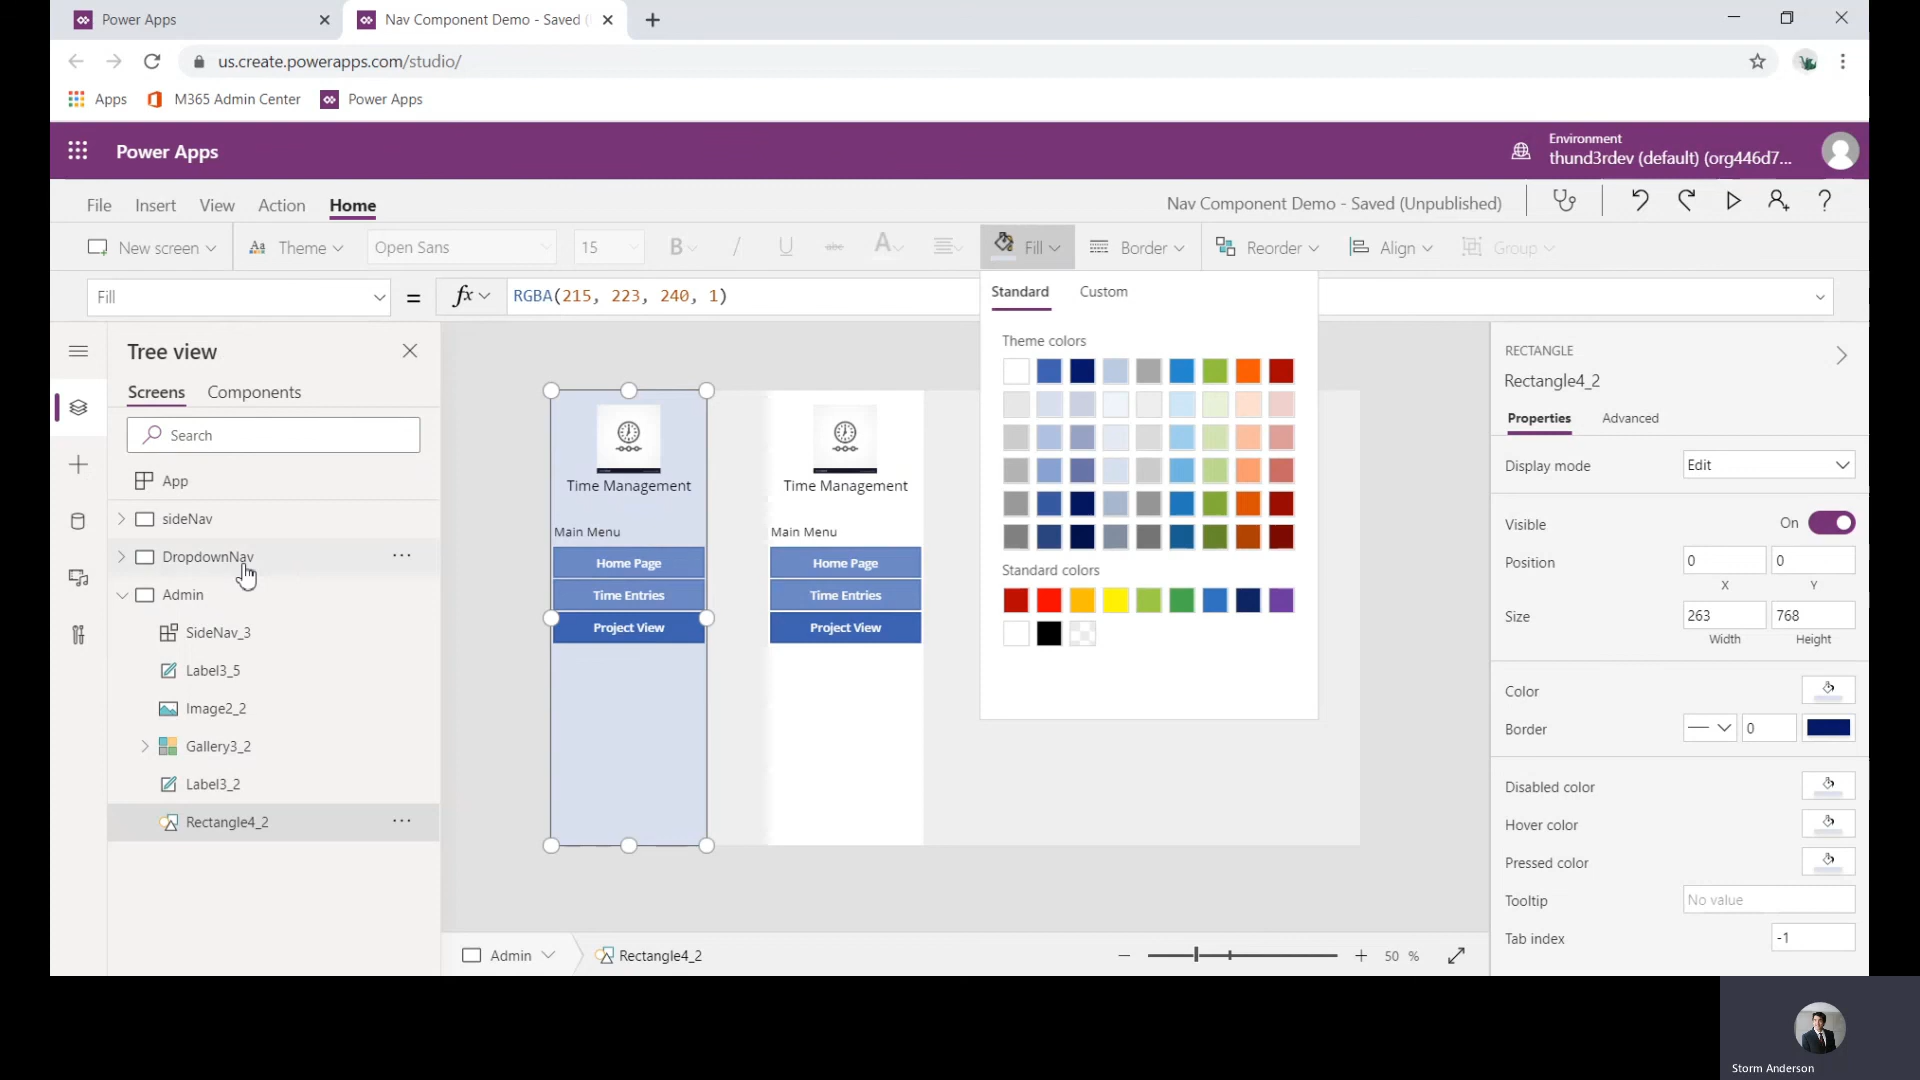 Power Apps
Nav Component Demo - Saved (
us.create.powerapps.com/studio/
Apps
M365 Admin Center
Power Apps
Power Apps
Environment
thund3rdev (default) (org446d7...
File
Insert
View
Action
Home
Nav Component Demo - Saved (Unpublished)
New screen
Theme
Open Sans
15
B
I
U
abc
A
Fill
Border
Reorder
Align
Group
Fill
=
fx
RGBA(215, 223, 240, 1)
Tree view
Screens
Components
Search
App
sideNav
DropdownNav
Admin
SideNav_3
Label3_5
Image2_2
Gallery3_2
Label3_2
Rectangle4_2
Time Management
Main Menu
Home Page
Time Entries
Project View
Time Management
Main Menu
Home Page
Time Entries
Project View
Standard
Custom
Theme colors
Standard colors
RECTANGLE
Rectangle4_2
Properties
Advanced
Display mode
Edit
Visible
On
Position
0
0
X
Y
Size
263
768
Width
Height
Color
Border
0
Disabled color
Hover color
Pressed color
Tooltip
No value
Tab index
-1
Admin
Rectangle4_2
50 %
Storm Anderson